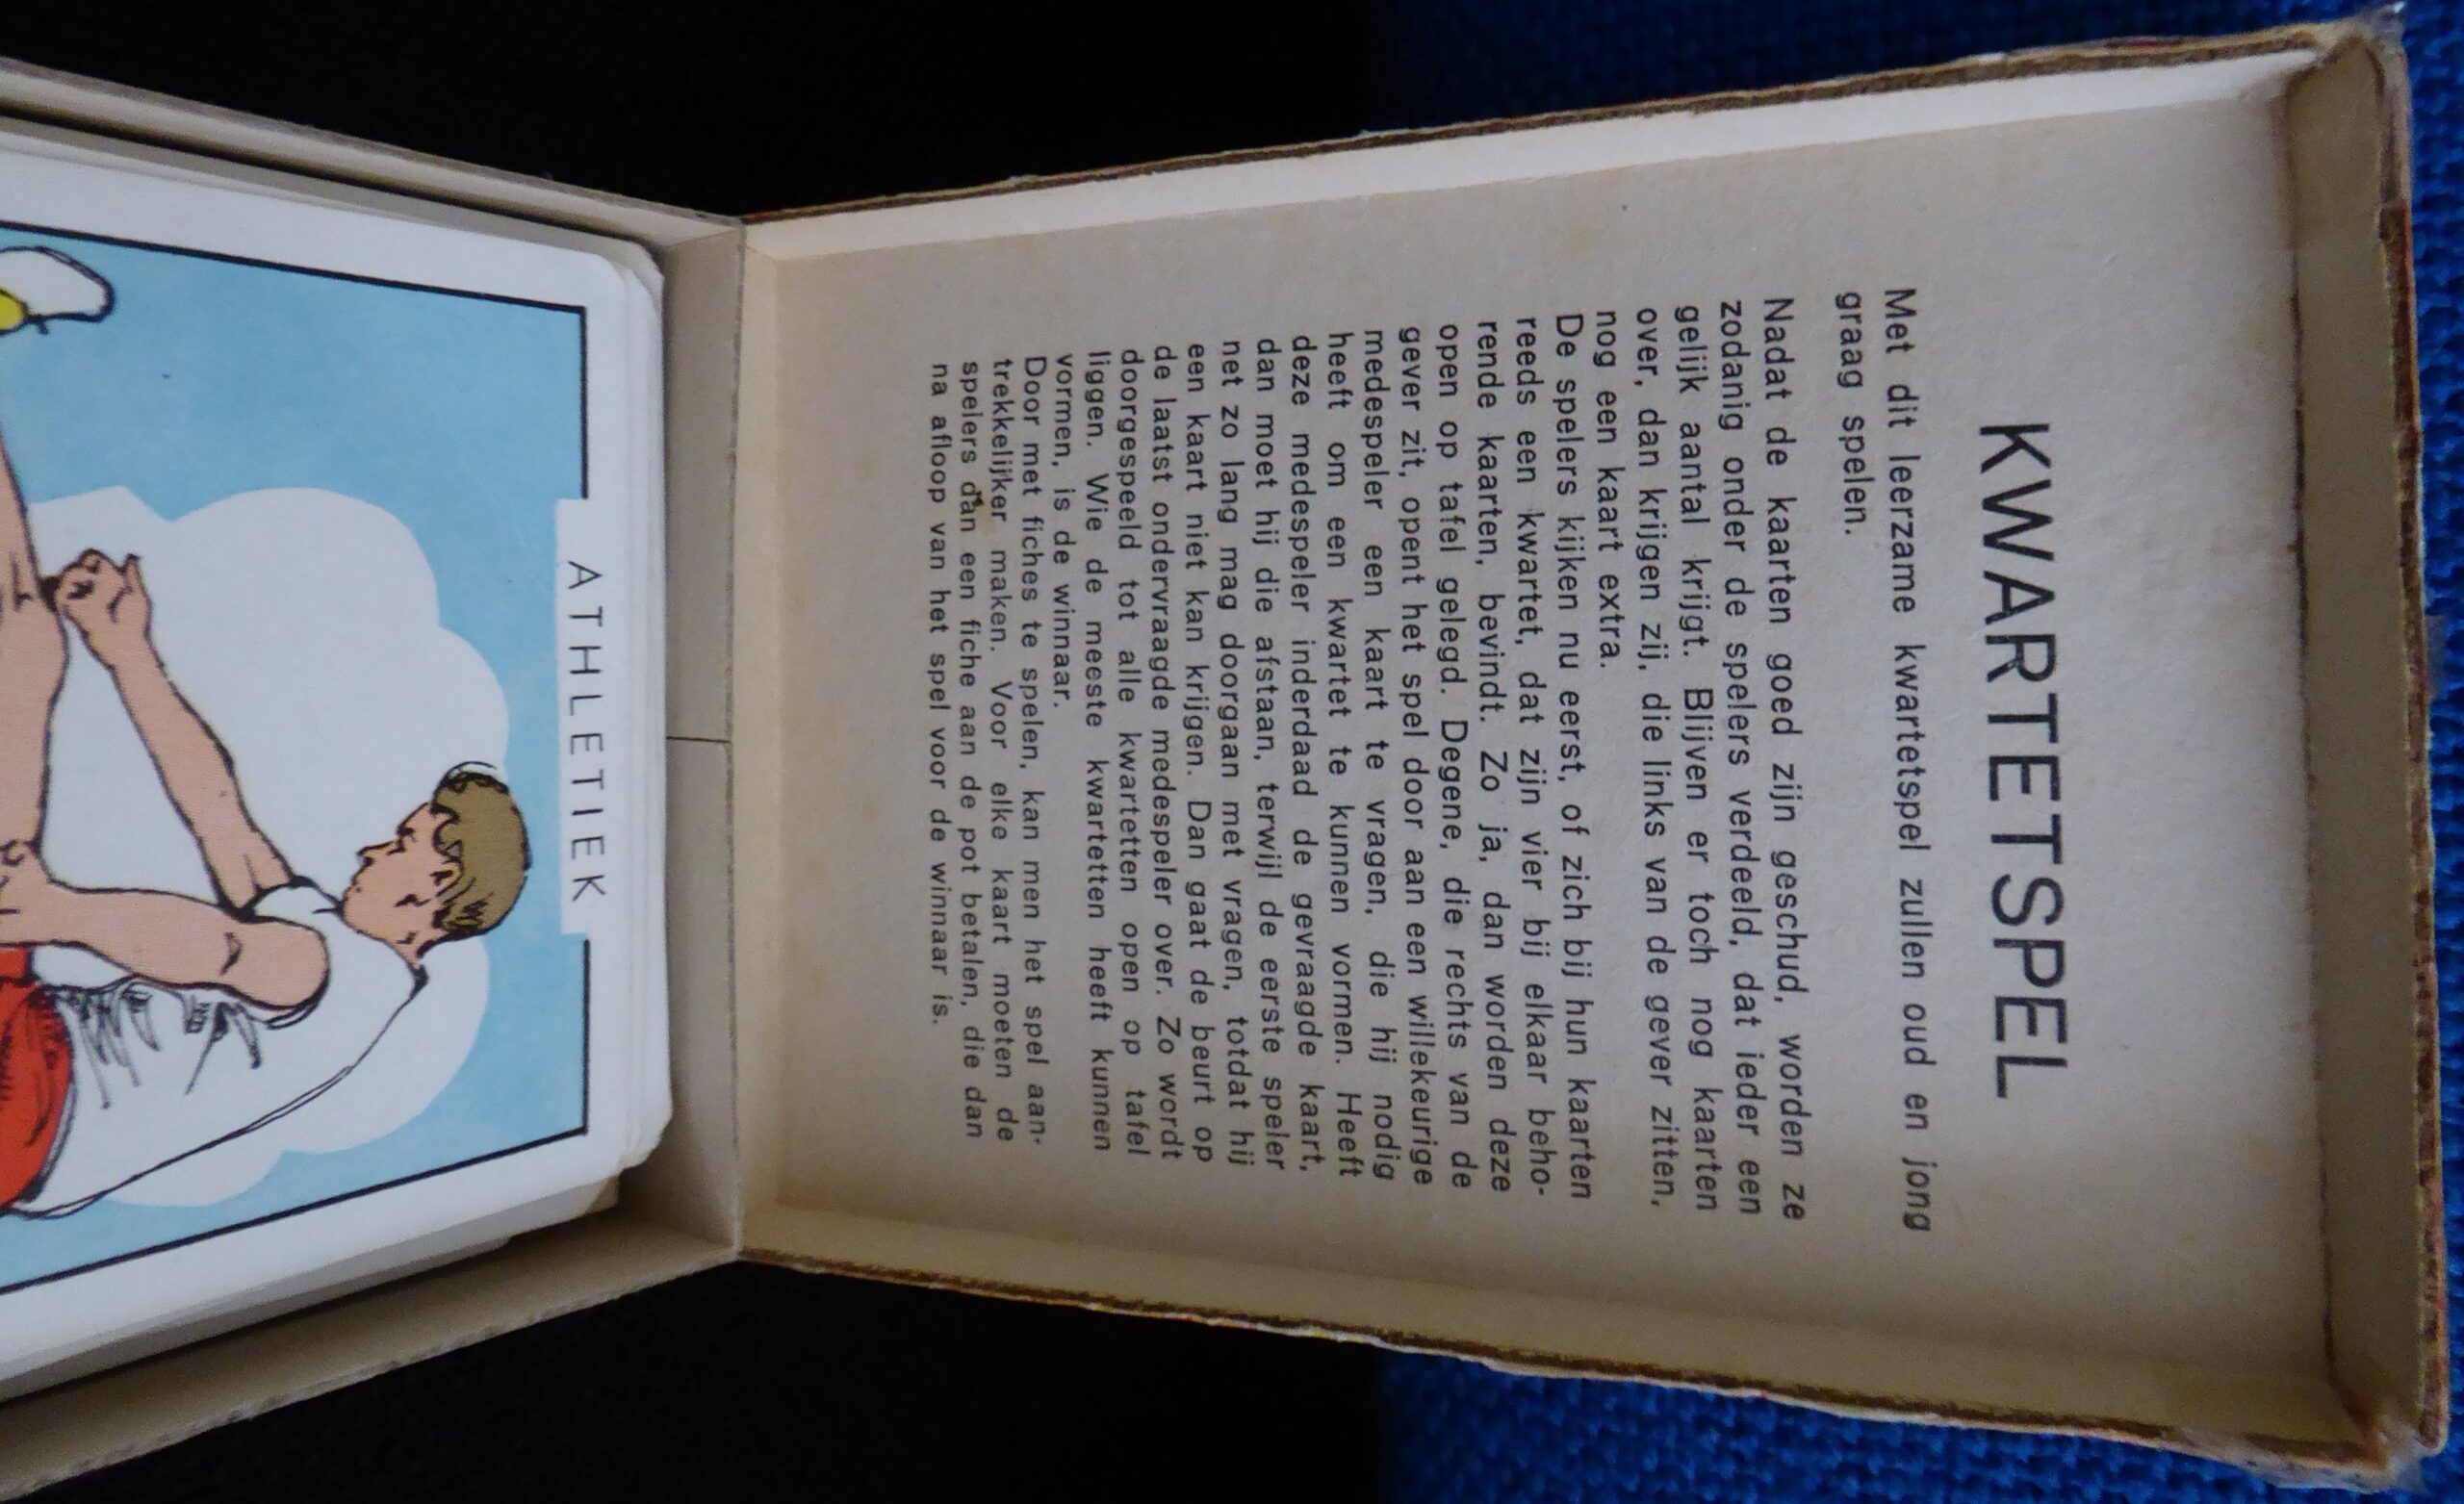 KWARTETSPEL
Met dit leerzame kwartetspel zullen oud en jong
graag spelen.
Nadat de kaarten goed zijn geschud, worden ze
zodanig onder de spelers verdeeld, dat ieder een
gelijk aantal krijgt. Blijven er toch nog kaarten
over, dan krijgen zij, die links van de gever zitten,
nog een kaart extra.
De spelers kijken nu eerst, of zich bij hun kaarten
reeds een kwartet, dat zijn vier bij elkaar beho-
rende kaarten, bevindt. Zo ja, dan worden deze
open op tafel gelegd. Degene, die rechts van de
gever zit, opent het spel door aan een willekeurige
medespeler een kaart te vragen, die hij nodig
heeft om een kwartet te kunnen vormen. Heeft
deze medespeler inderdaad de gevraagde kaart,
dan moet hij die afstaan, terwijl de eerste speler
net zo lang mag doorgaan met vragen, totdat hij
een kaart niet kan krijgen. Dan gaat de beurt op
de laatst ondervraagde medespeler over. Zo wordt
doorgespeeld tot alle kwartetten open op tafel
liggen. Wie de meeste kwartetten heeft kunnen
vormen, is de winnaar.
Door met fiches te spelen, kan men het spel aan-
trekkelijker maken. Voor elke kaart moeten de
spelers dan een fiche aan de pot betalen, die dan
na afloop van het spel voor de winnaar is.
ATHLETIEK